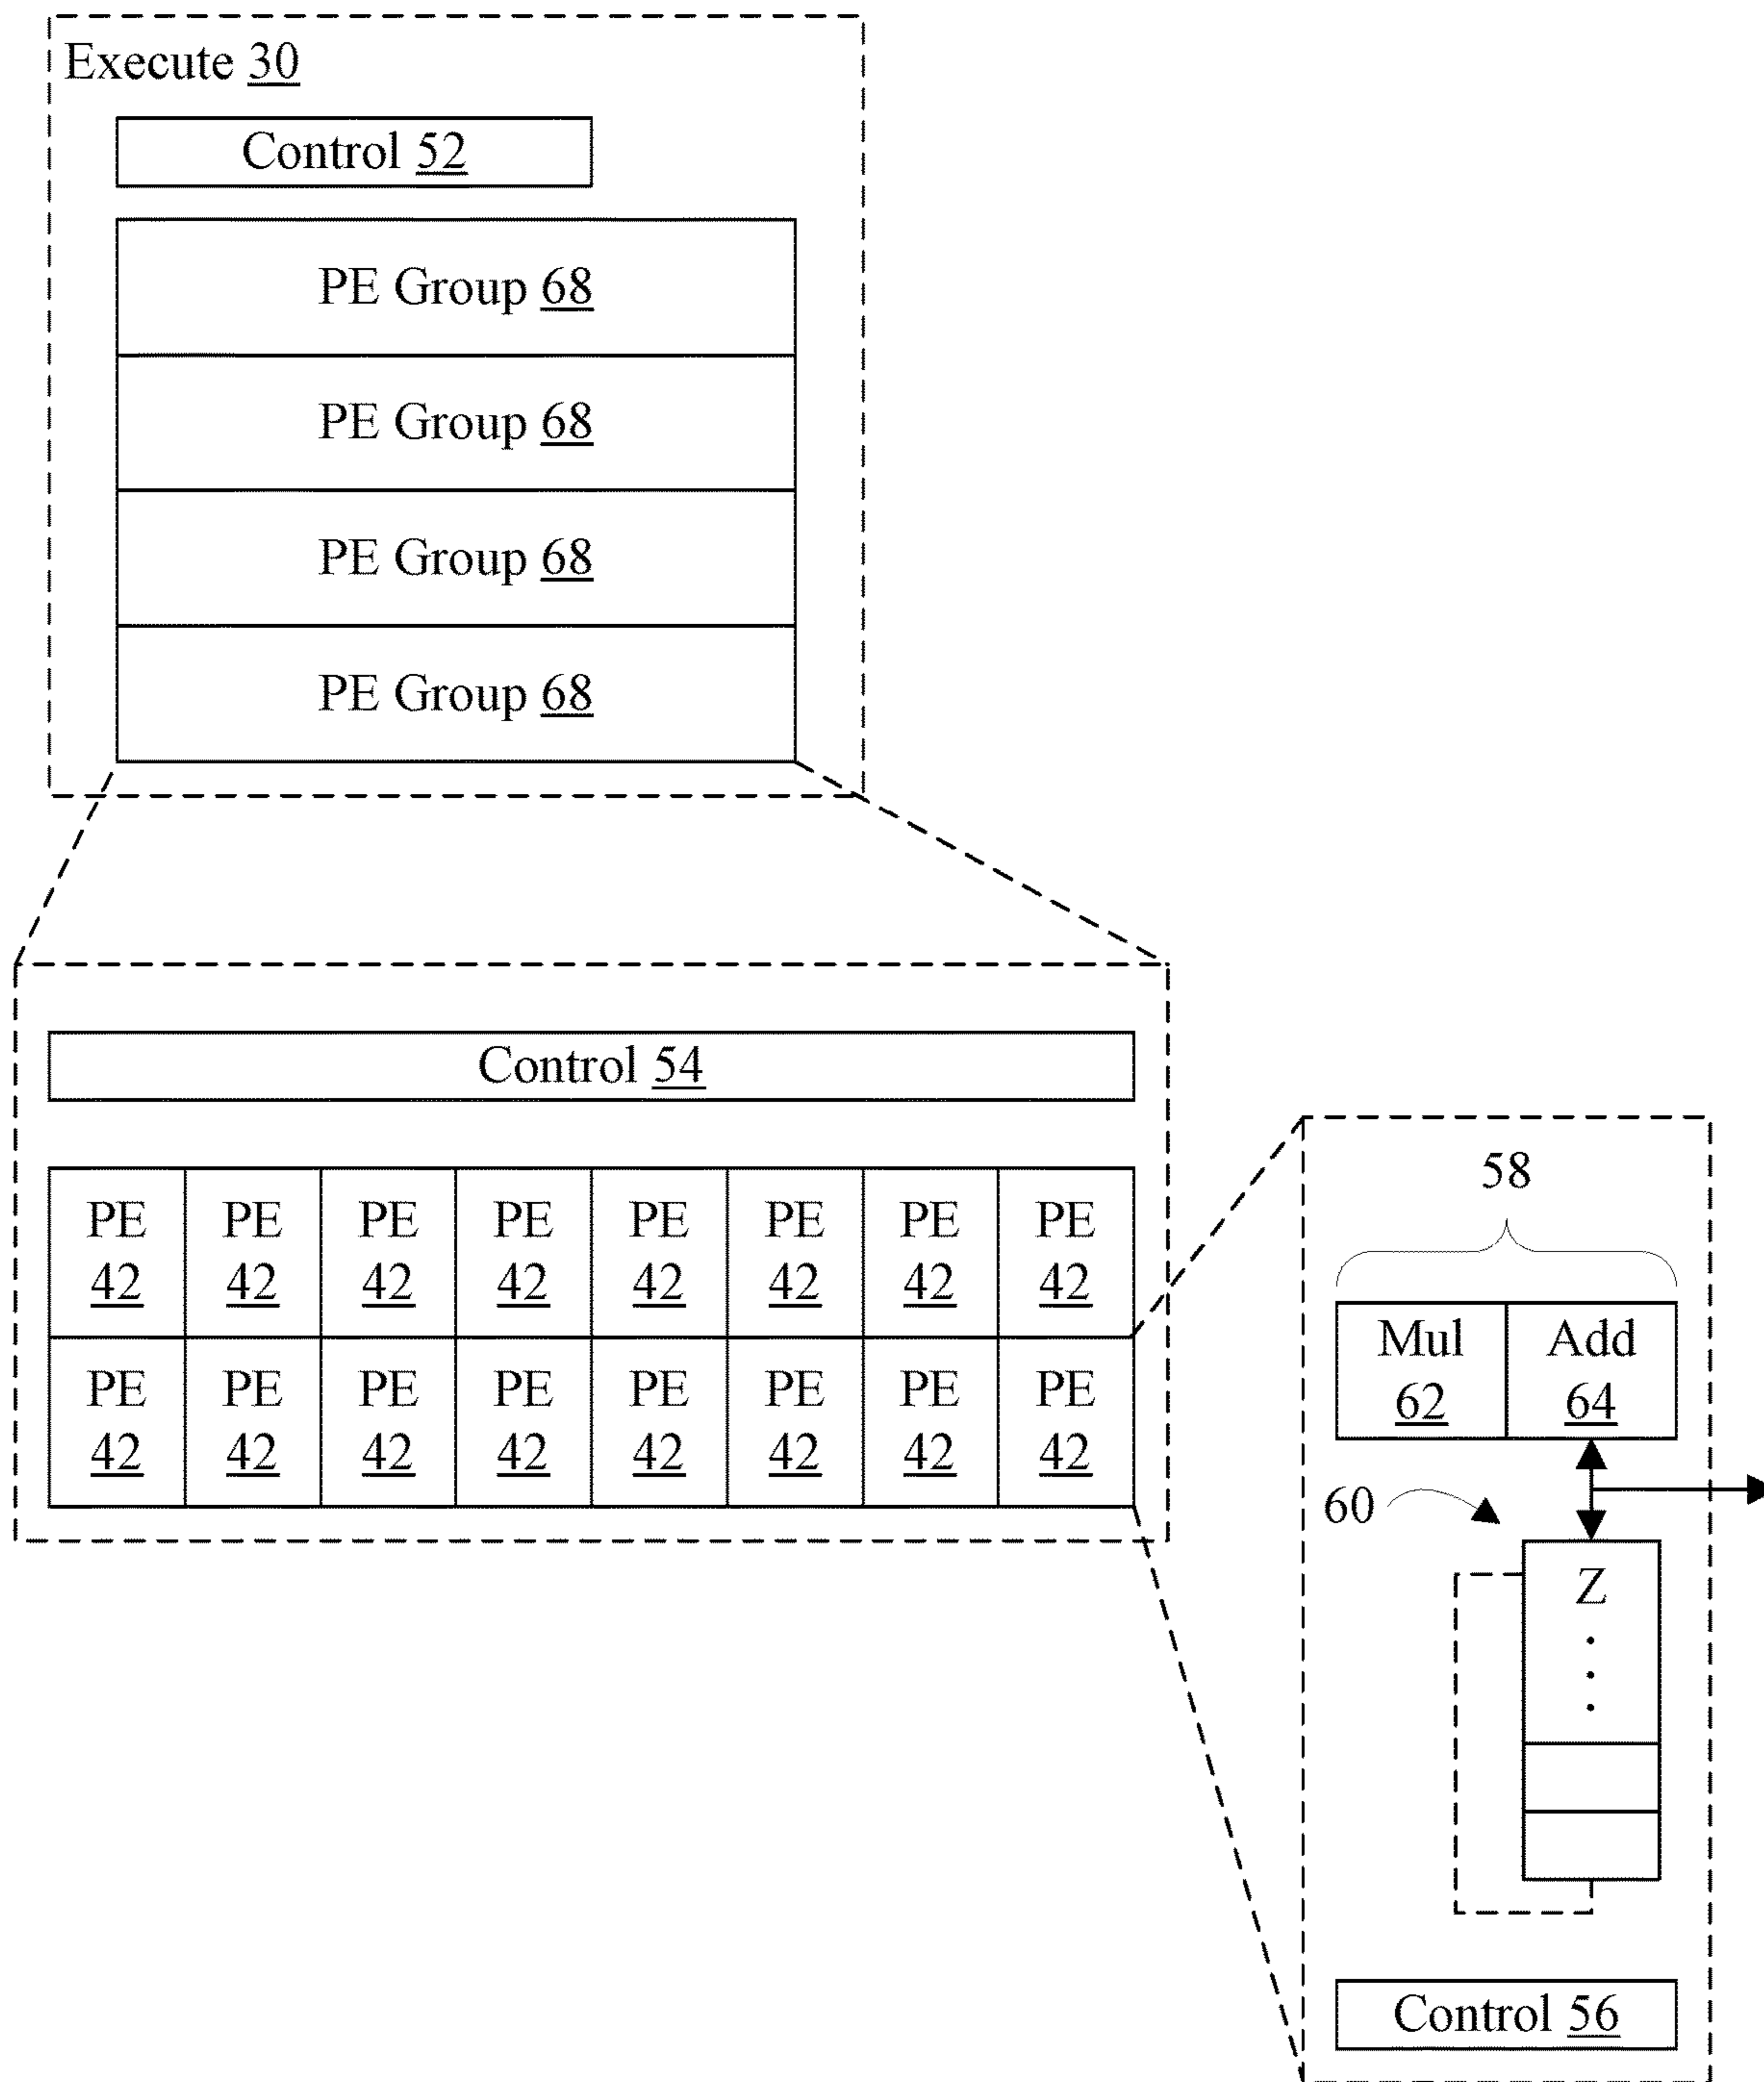 Execute 30
Control 52
PE Group 68
PE Group 68
PE Group 68
PE Group 68
Control 54
PE PE PE PE PE PE PE PE
42 42 42 42 42 42 42 42
PE PE PE PE PE PE PE PE
42 42 42 42 42 42 42 42
58
Mul Add
62 64
60
Z
Control 56